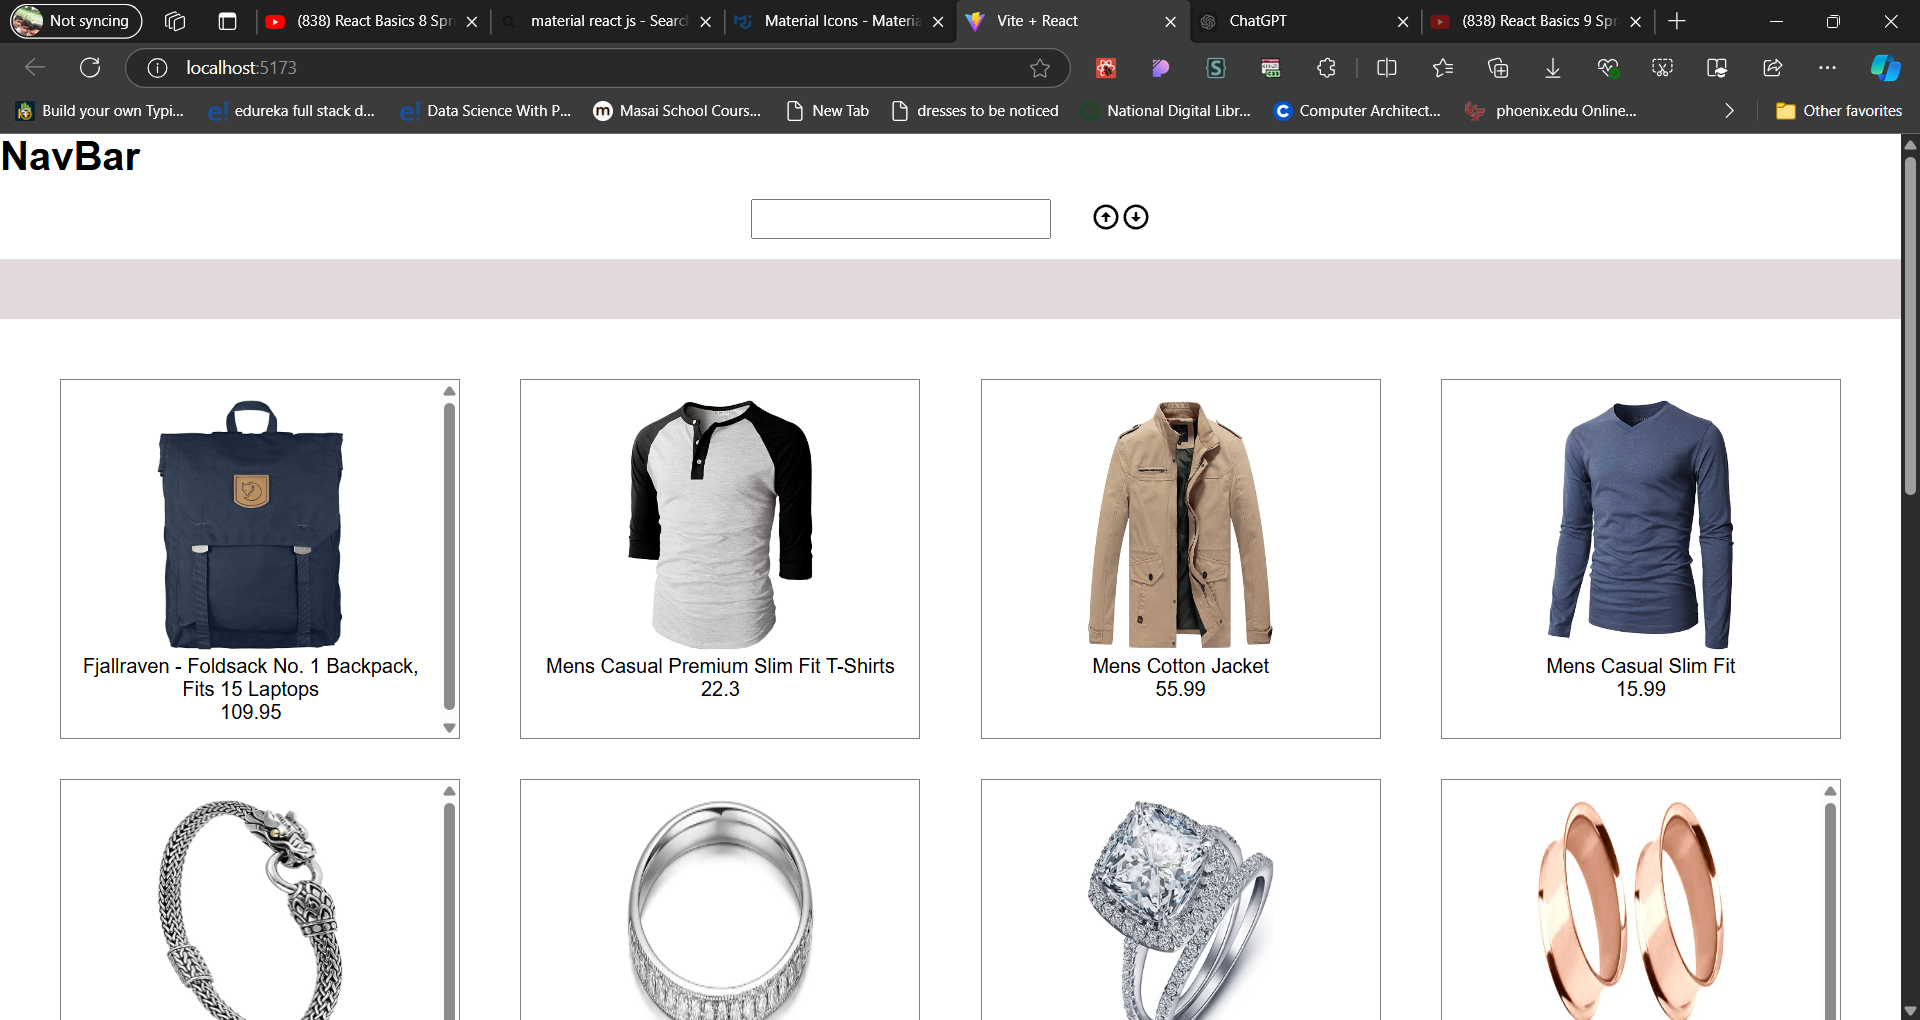 Not syncing
(838) React Basics 8 Spri
material react js - Search
Material Icons - Materia
Vite + React
ChatGPT
(838) React Basics 9 Spr
localhost:5173
Build your own Typi...
edureka full stack d...
Data Science With P...
Masai School Cours...
New Tab
dresses to be noticed
National Digital Libr...
Computer Architect...
phoenix.edu Online...
Other favorites
NavBar
Fjallraven - Foldsack No. 1 Backpack,
Fits 15 Laptops
109.95
Mens Casual Premium Slim Fit T-Shirts
22.3
Mens Cotton Jacket
55.99
Mens Casual Slim Fit
15.99